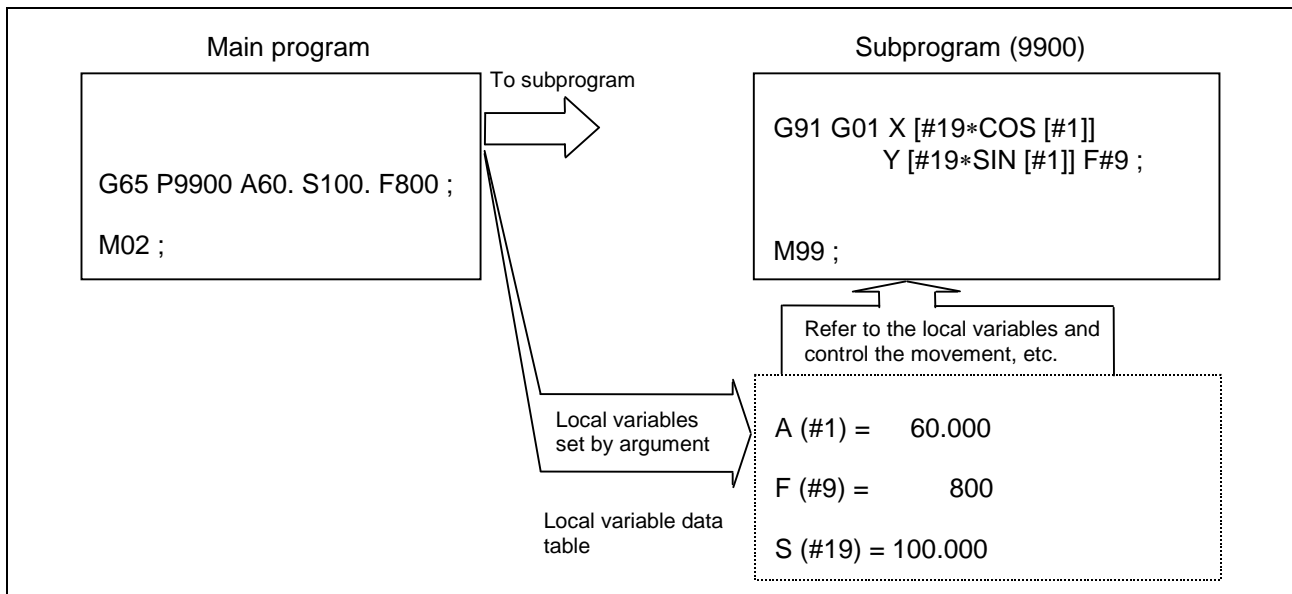 Main program
G65 P9900 A60. S100. F800 ;
M02 ;
To subprogram
Subprogram (9900)
G91 G01 X [#19∗COS [#1]]
Y [#19∗SIN [#1]] F#9 ;
M99 ;
Refer to the local variables and
control the movement, etc.
Local variables
set by argument
Local variable data
table
A (#1) = 60.000
F (#9) = 800
S (#19) = 100.000